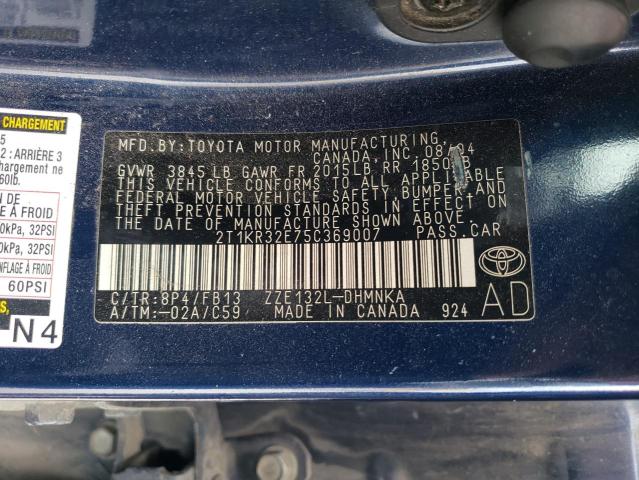 CHARGEMENT
5
2 : ARRIÈRE 3
hargement ne
60lb.
N DE
À FROID
0kPa, 32PSI
0kPa, 32PSI
NFLAGE À FROID
60PSI
N4
MFD. BY: TOYOTA MOTOR MANUFACTURING
CANADA, INC. 08/04
GVWR 3845 LB GAWR FR 2015LB RR 1850LB
THIS VEHICLE CONFORMS TO ALL APPLICABLE
FEDERAL MOTOR VEHICLE SAFETY, BUMPER, AND
THEFT PREVENTION STANDARDS IN EFFECT ON
THE DATE OF MANUFACTURE SHOWN ABOVE.
2T1KR32E75C369007 PASS.CAR
C/TR:8P4/FB13 ZZE132L-DHMNKA
A/TM:-02A/C59 MADE IN CANADA 924
AD